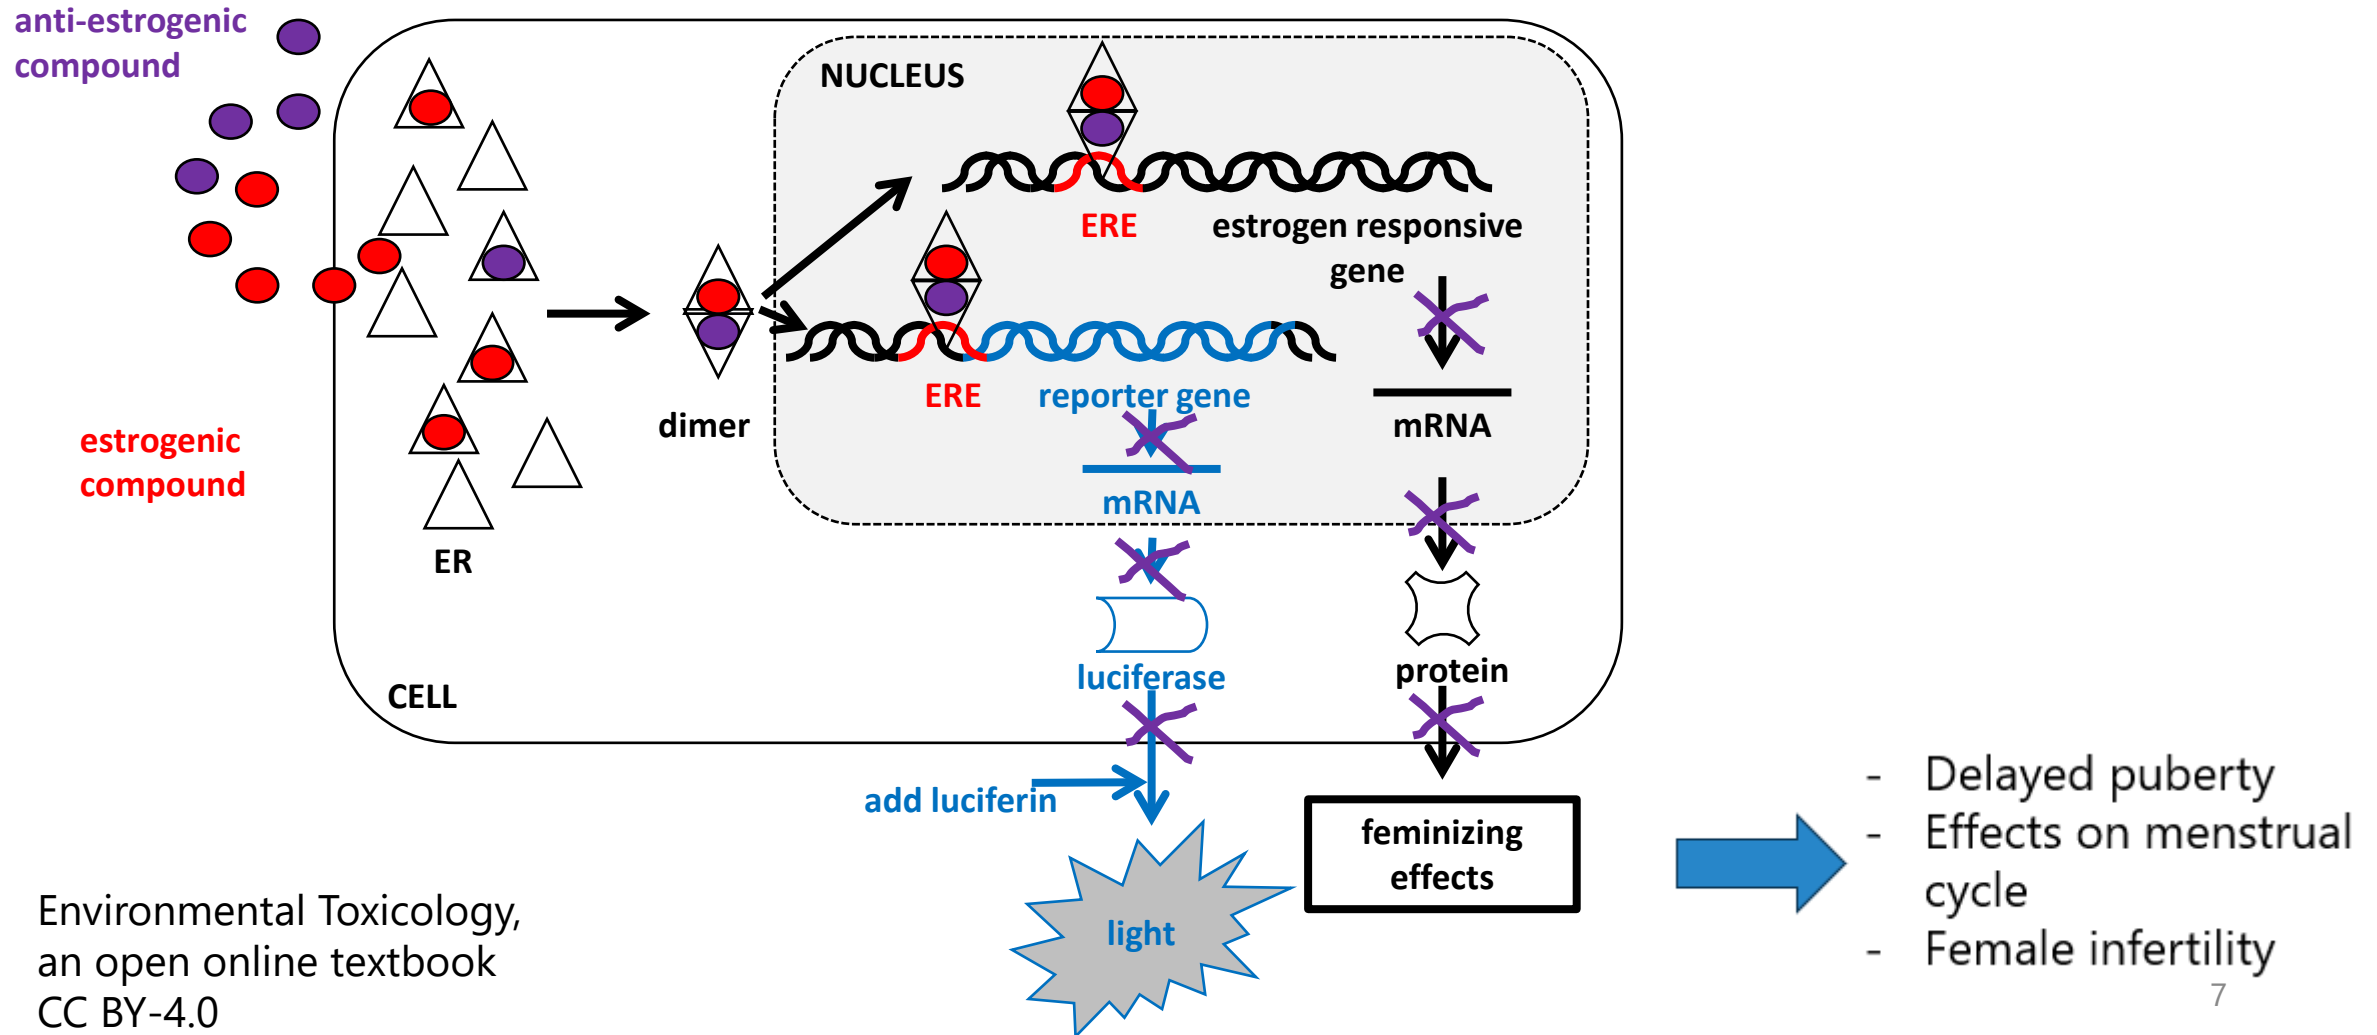 anti-estrogenic
compound
NUCLEUS
ERE
estrogen responsive
gene
ERE
reporter gene
dimer
mRNA
estrogenic
compound
mRNA
ER
luciferase
protein
CELL
add luciferin
feminizing
effects
light
- Delayed puberty
- Effects on menstrual
cycle
- Female infertility
Environmental Toxicology,
an open online textbook
CC BY-4.0
7